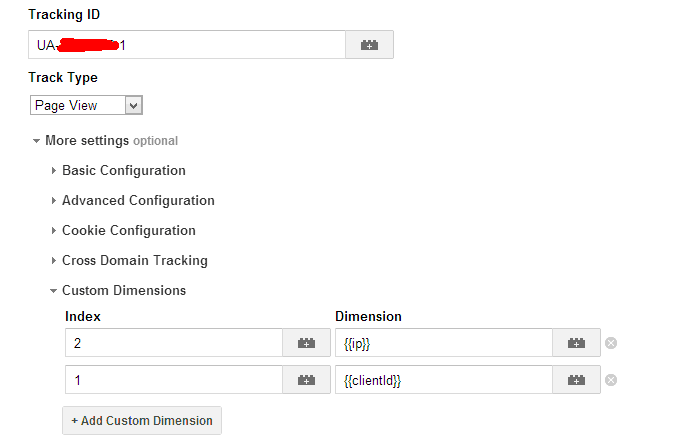 Tracking ID
UA- 1
Track Type
Page View
More settings optional
Basic Configuration
Advanced Configuration
Cookie Configuration
Cross Domain Tracking
Custom Dimensions
Index Dimension
2 {{ip}}
1 {{clientId}}
+ Add Custom Dimension